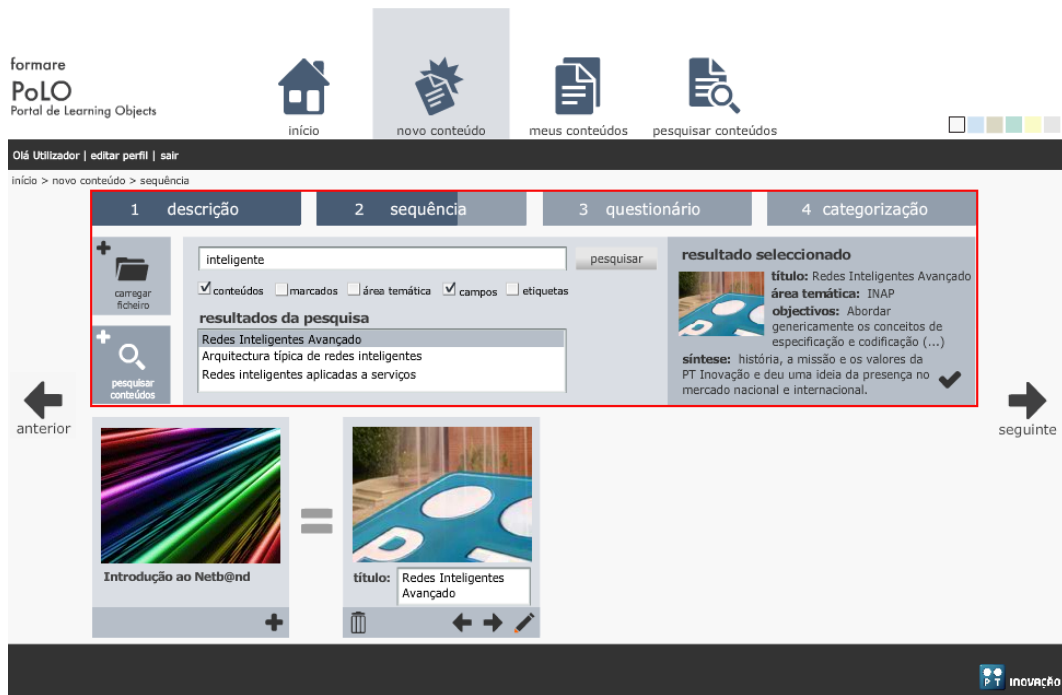 formare
PoLO
Portal de Learning Objects
início
novo conteúdo
meus conteúdos
pesquisar conteúdos
Olá Utilizador | editar perfil | sair
início > novo conteúdo > sequência
1 descrição
2 sequência
3 questionário
4 categorização
carregar
ficheiro
pesquisar
conteúdos
inteligente
pesquisar
conteúdos marcados área temática campos etiquetas
resultados da pesquisa
Redes Inteligentes Avançado
Arquitectura típica de redes inteligentes
Redes inteligentes aplicadas a serviços
resultado seleccionado
título: Redes Inteligentes Avançado
área temática: INAP
objectivos: Abordar
genericamente os conceitos de
especificação e codificação (...)
síntese: história, a missão e os valores da
PT Inovação e deu uma ideia da presença no
mercado nacional e internacional.
anterior
seguinte
Introdução ao Netb@nd
título: Redes Inteligentes
Avançado
PT INOVAÇÃO